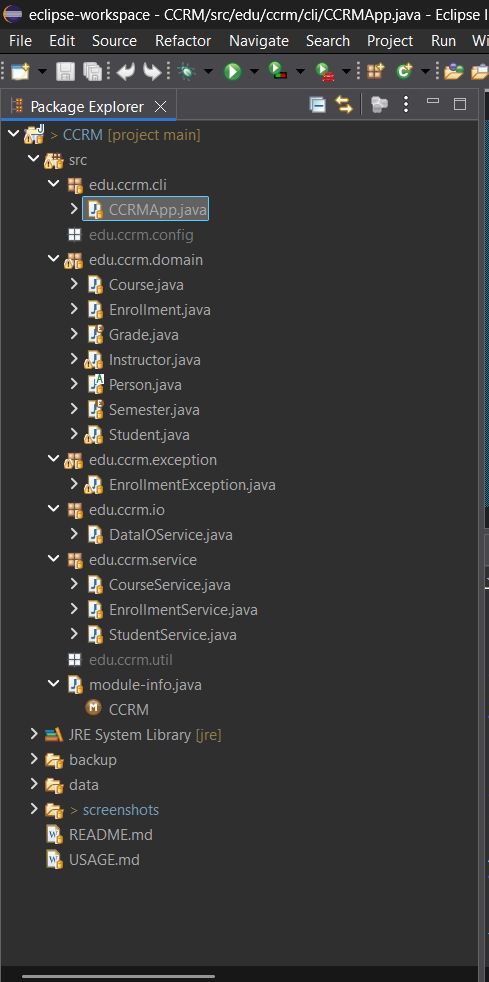 eclipse-workspace - CCRM/src/edu/ccrm/cli/CCRMApp.java - Eclipse I
File Edit Source Refactor Navigate Search Project Run Wi
Package Explorer
> CCRM [project main]
src
edu.ccrm.cli
CCRMApp.java
edu.ccrm.config
edu.ccrm.domain
Course.java
Enrollment.java
Grade.java
Instructor.java
Person.java
Semester.java
Student.java
edu.ccrm.exception
EnrollmentException.java
edu.ccrm.io
DataIOService.java
edu.ccrm.service
CourseService.java
EnrollmentService.java
StudentService.java
edu.ccrm.util
module-info.java
CCRM
JRE System Library [jre]
backup
data
> screenshots
README.md
USAGE.md